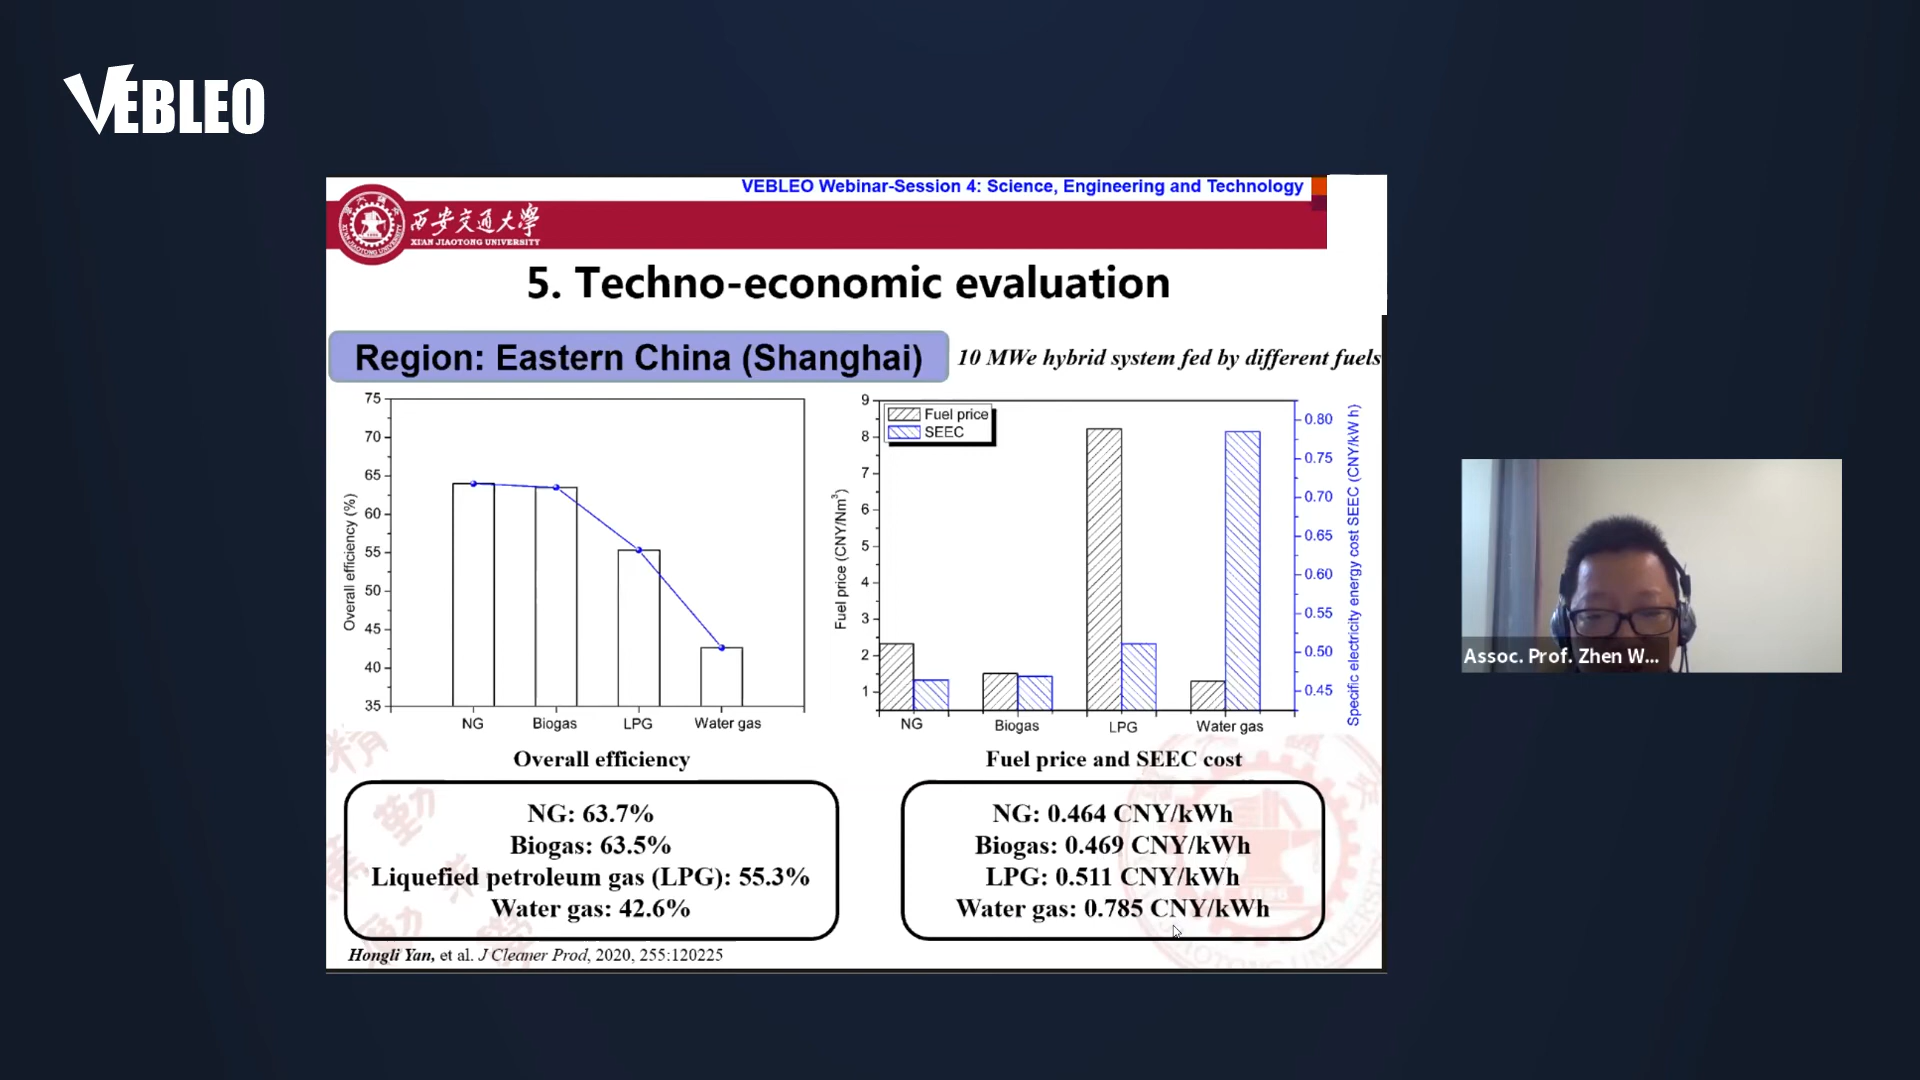 VEBLEO
VEBLEO Webinar-Session 4: Science, Engineering and Technology
西安交通大学
XI'AN JIAOTONG UNIVERSITY
5. Techno-economic evaluation
Region: Eastern China (Shanghai)
10 MWe hybrid system fed by different fuels
75
70
65
60
55
50
45
40
35
Overall efficiency (%)
NG
Biogas
LPG
Water gas
Fuel price
SEEC
9
8
7
6
5
4
3
2
1
Fuel price (CNY/Nm³)
0.80
0.75
0.70
0.65
0.60
0.55
0.50
0.45
Specific electricity energy cost SEEC (CNY/kW h)
NG
Biogas
LPG
Water gas
Overall efficiency
Fuel price and SEEC cost
NG: 63.7%
Biogas: 63.5%
Liquefied petroleum gas (LPG): 55.3%
Water gas: 42.6%
NG: 0.464 CNY/kWh
Biogas: 0.469 CNY/kWh
LPG: 0.511 CNY/kWh
Water gas: 0.785 CNY/kWh
Hongli Yan, et al. J Cleaner Prod, 2020, 255:120225
Assoc. Prof. Zhen W...